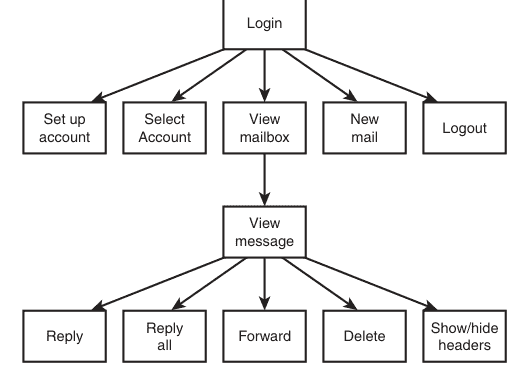 Login
Set up
account
Select
Account
View
mailbox
New
mail
Logout
View
message
Reply
Reply
all
Forward
Delete
Show/hide
headers